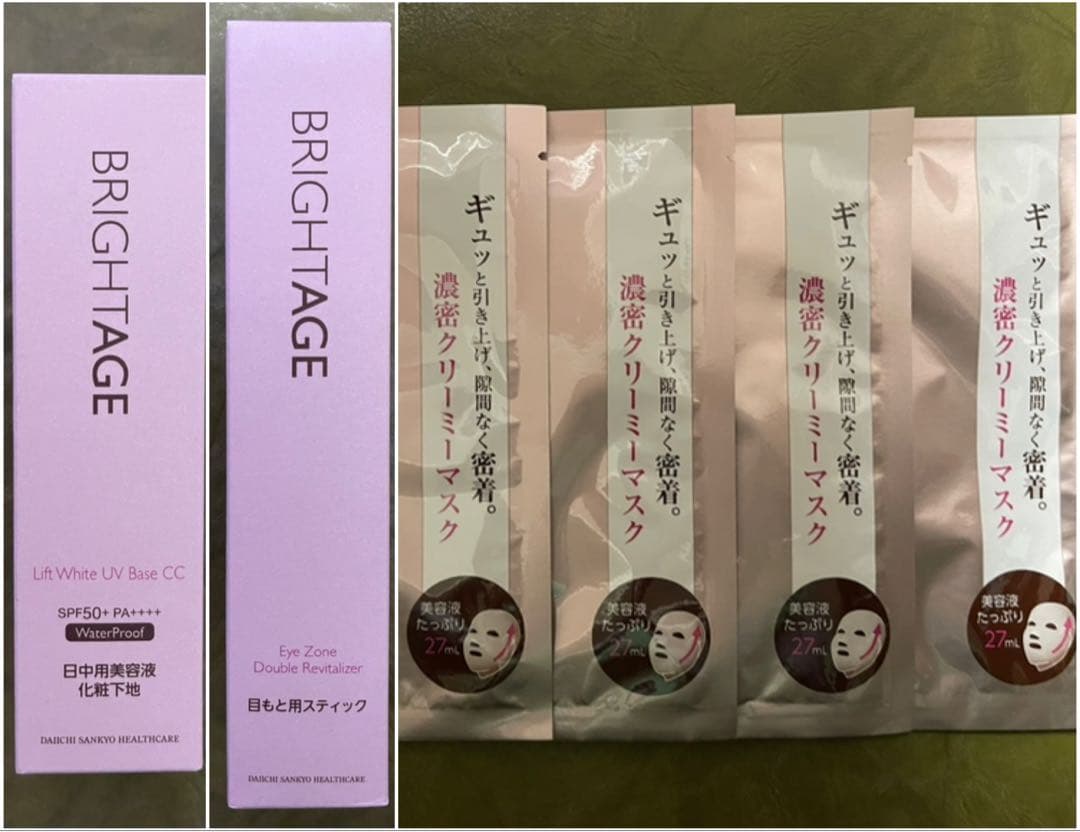 BRIGHTAGE
Lift White UV Base CC
SPF50+ PA++++
WaterProof
日中用美容液
化粧下地
DAIICHI SANKYO HEALTHCARE
BRIGHTAGE
Eye Zone
Double Revitalizer
目もと用スティック
DAIICHI SANKYO HEALTHCARE
ギュッと引き上げ、隙間なく密着。
濃密クリーミーマスク
美容液
たっぷり
27mL
ギュッと引き上げ、隙間なく密着。
濃密クリーミーマスク
美容液
たっぷり
27mL
ギュッと引き上げ、隙間なく密着。
濃密クリーミーマスク
美容液
たっぷり
27mL
ギュッと引き上げ、隙間なく密着。
濃密クリーミーマスク
美容液
たっぷり
27mL